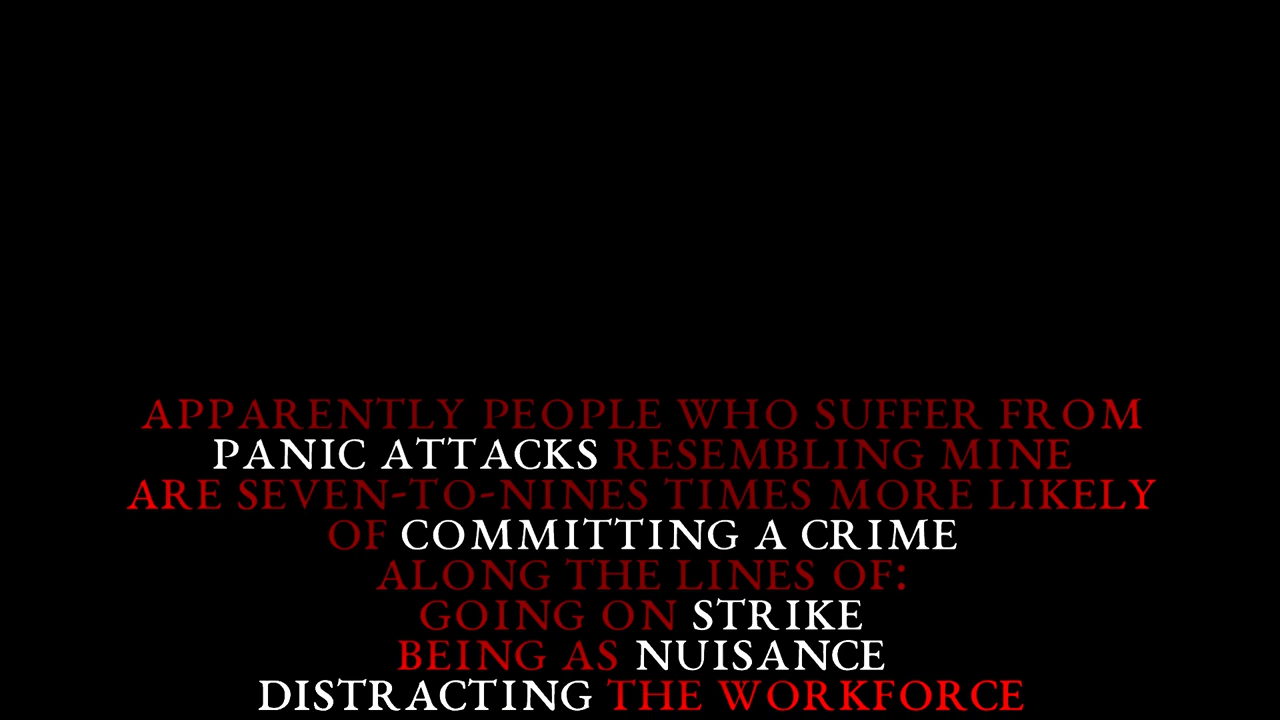 APPARENTLY PEOPLE WHO SUFFER FROM
PANIC ATTACKS RESEMBLING MINE
ARE SEVEN-TO-NINES TIMES MORE LIKELY
OF COMMITTING A CRIME
ALONG THE LINES OF:
GOING ON STRIKE
BEING AS NUISANCE
DISTRACTING THE WORKFORCE